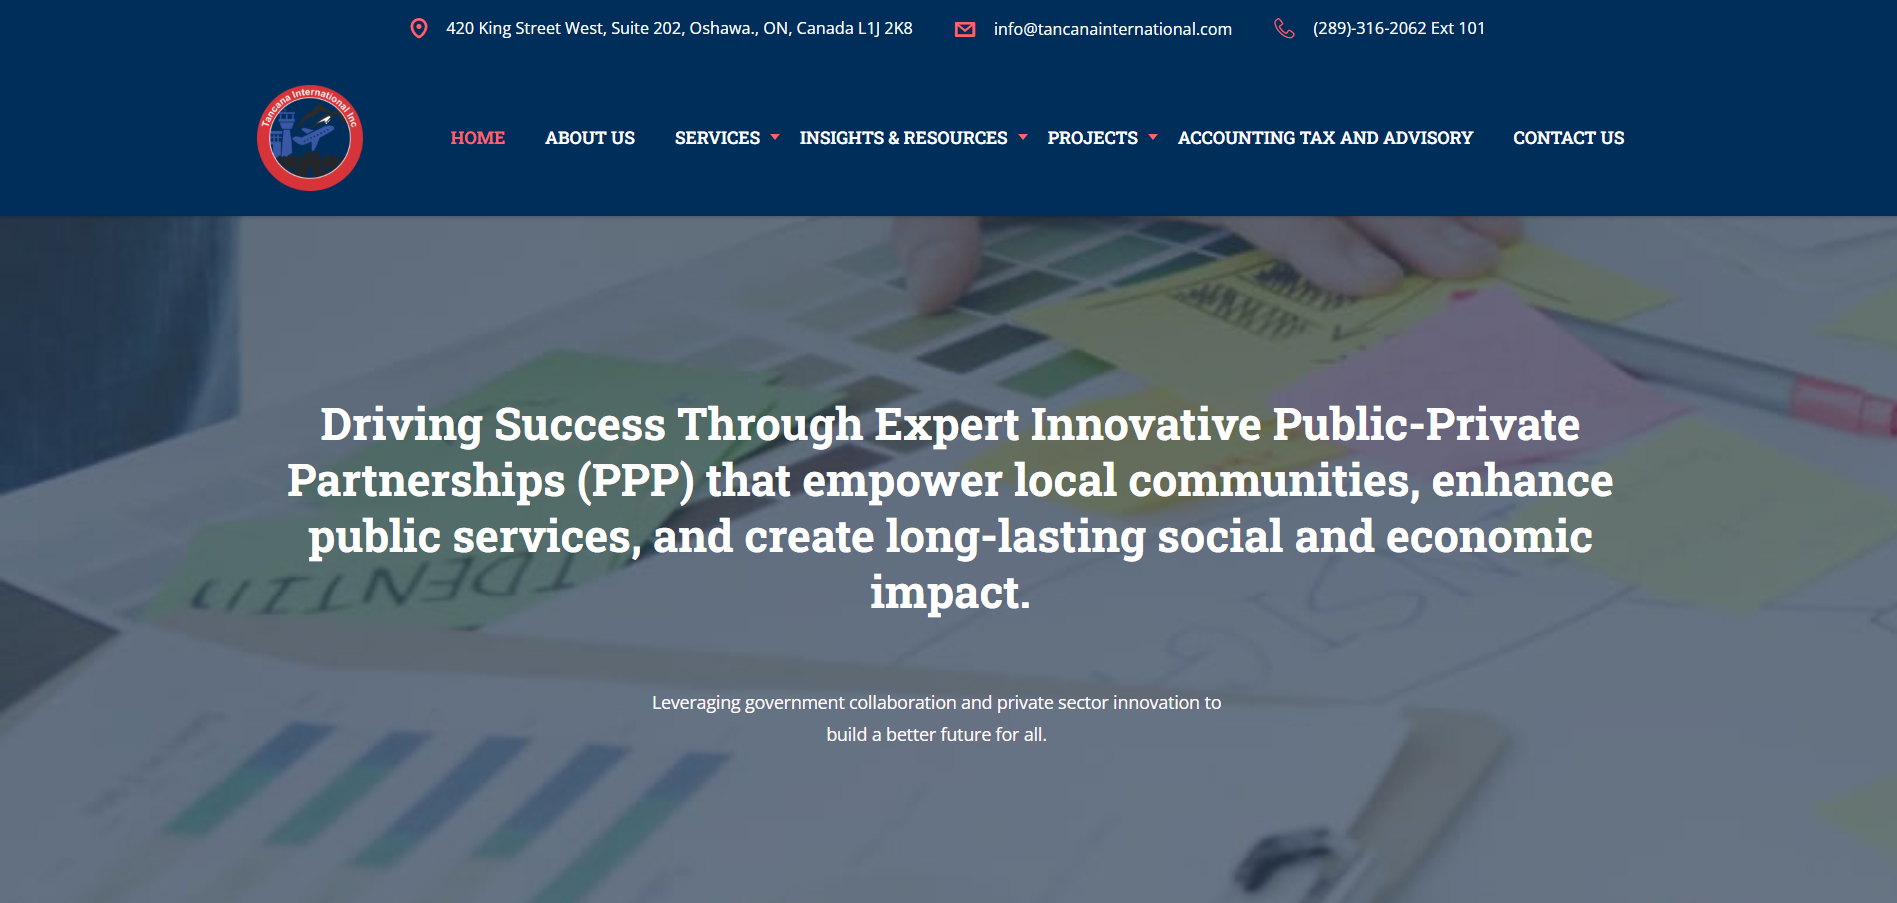 420 King Street West, Suite 202, Oshawa., ON, Canada L1J 2K8
info@tancanainternational.com
(289)-316-2062 Ext 101
Tancana International Inc
HOME
ABOUT US
SERVICES
INSIGHTS & RESOURCES
PROJECTS
ACCOUNTING TAX AND ADVISORY
CONTACT US
Driving Success Through Expert Innovative Public-Private
Partnerships (PPP) that empower local communities, enhance
public services, and create long-lasting social and economic
impact.
Leveraging government collaboration and private sector innovation to
build a better future for all.